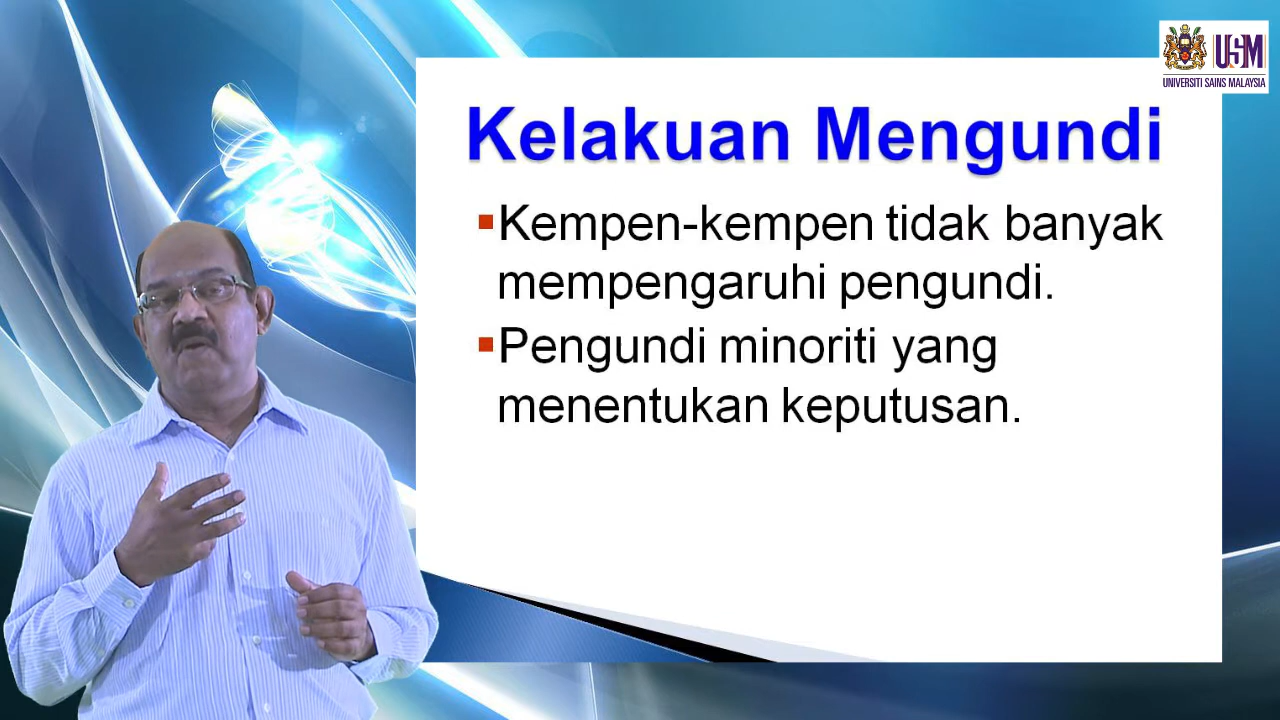 USM
UNIVERSITI SAINS MALAYSIA
Kelakuan Mengundi
▪Kempen-kempen tidak banyak
mempengaruhi pengundi.
▪Pengundi minoriti yang
menentukan keputusan.